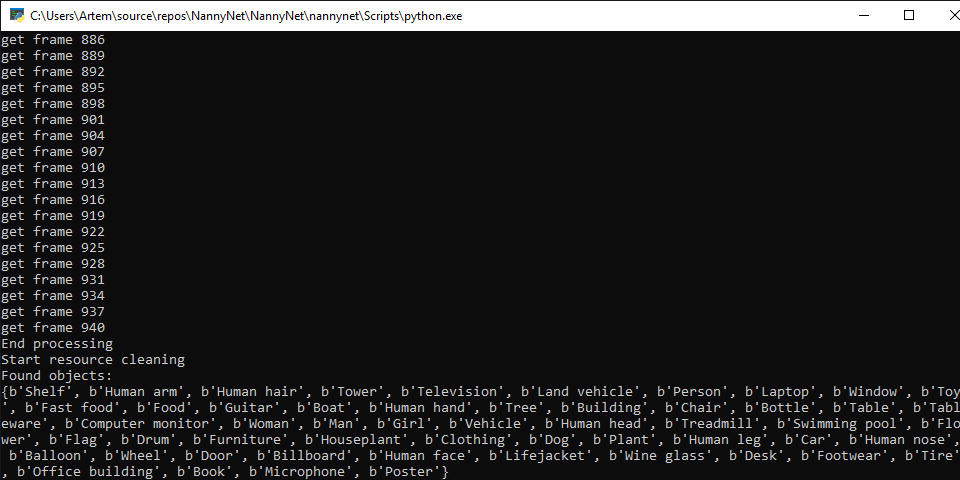 C:\Users\Artem\source\repos\NannyNet\NannyNet\nannynet\Scripts\python.exe
get frame 886
get frame 889
get frame 892
get frame 895
get frame 898
get frame 901
get frame 904
get frame 907
get frame 910
get frame 913
get frame 916
get frame 919
get frame 922
get frame 925
get frame 928
get frame 931
get frame 934
get frame 937
get frame 940
End processing
Start resource cleaning
Found objects:
{b'Shelf', b'Human arm', b'Human hair', b'Tower', b'Television', b'Land vehicle', b'Person', b'Laptop', b'Window', b'Toy
', b'Fast food', b'Food', b'Guitar', b'Boat', b'Human hand', b'Tree', b'Building', b'Chair', b'Bottle', b'Table', b'Tabl
eware', b'Computer monitor', b'Woman', b'Man', b'Girl', b'Vehicle', b'Human head', b'Treadmill', b'Swimming pool', b'Flo
wer', b'Flag', b'Drum', b'Furniture', b'Houseplant', b'Clothing', b'Dog', b'Plant', b'Human leg', b'Car', b'Human nose',
b'Balloon', b'Wheel', b'Door', b'Billboard', b'Human face', b'Lifejacket', b'Wine glass', b'Desk', b'Footwear', b'Tire'
, b'Office building', b'Book', b'Microphone', b'Poster'}